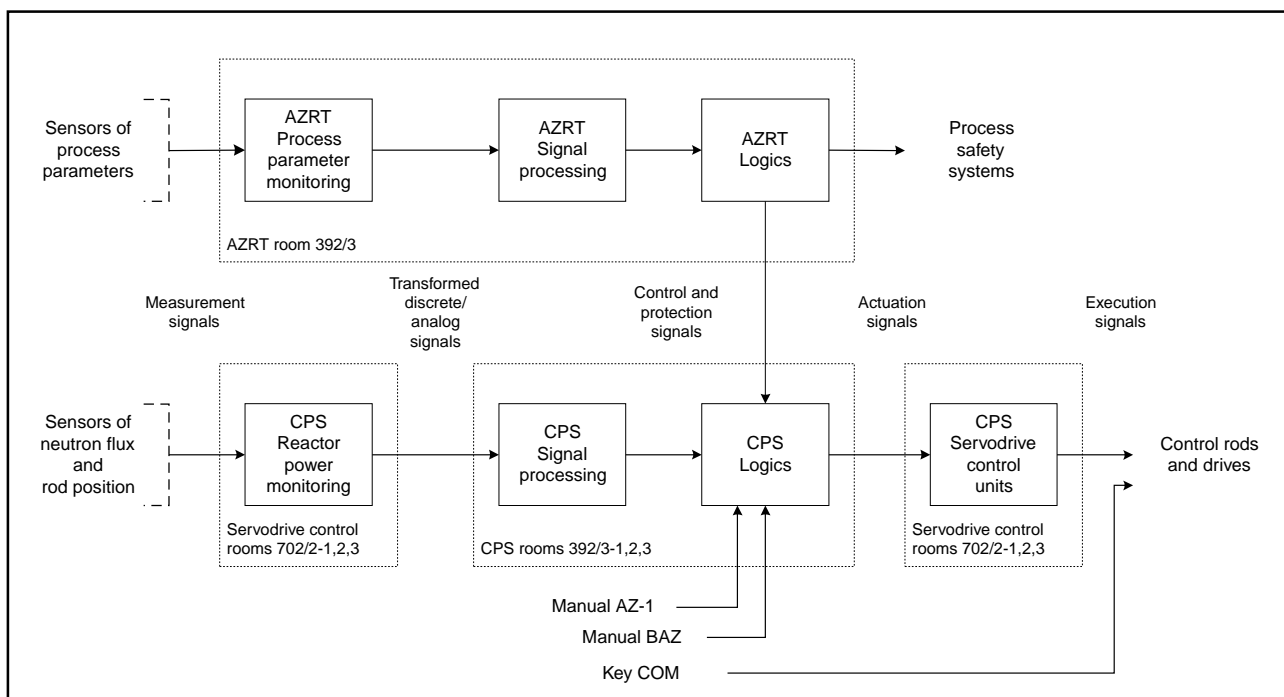 Sensors of
process
parameters
AZRT
Process
parameter
monitoring
AZRT
Signal
processing
AZRT
Logics
Process
safety
systems
AZRT room 392/3
Measurement
signals
Transformed
discrete/
analog
signals
Control and
protection
signals
Actuation
signals
Execution
signals
Sensors of
neutron flux
and
rod position
CPS
Reactor
power
monitoring
CPS
Signal
processing
CPS
Logics
CPS
Servodrive
control
units
Control rods
and drives
Servodrive control
rooms 702/2-1,2,3
CPS rooms 392/3-1,2,3
Servodrive control
rooms 702/2-1,2,3
Manual AZ-1
Manual BAZ
Key COM